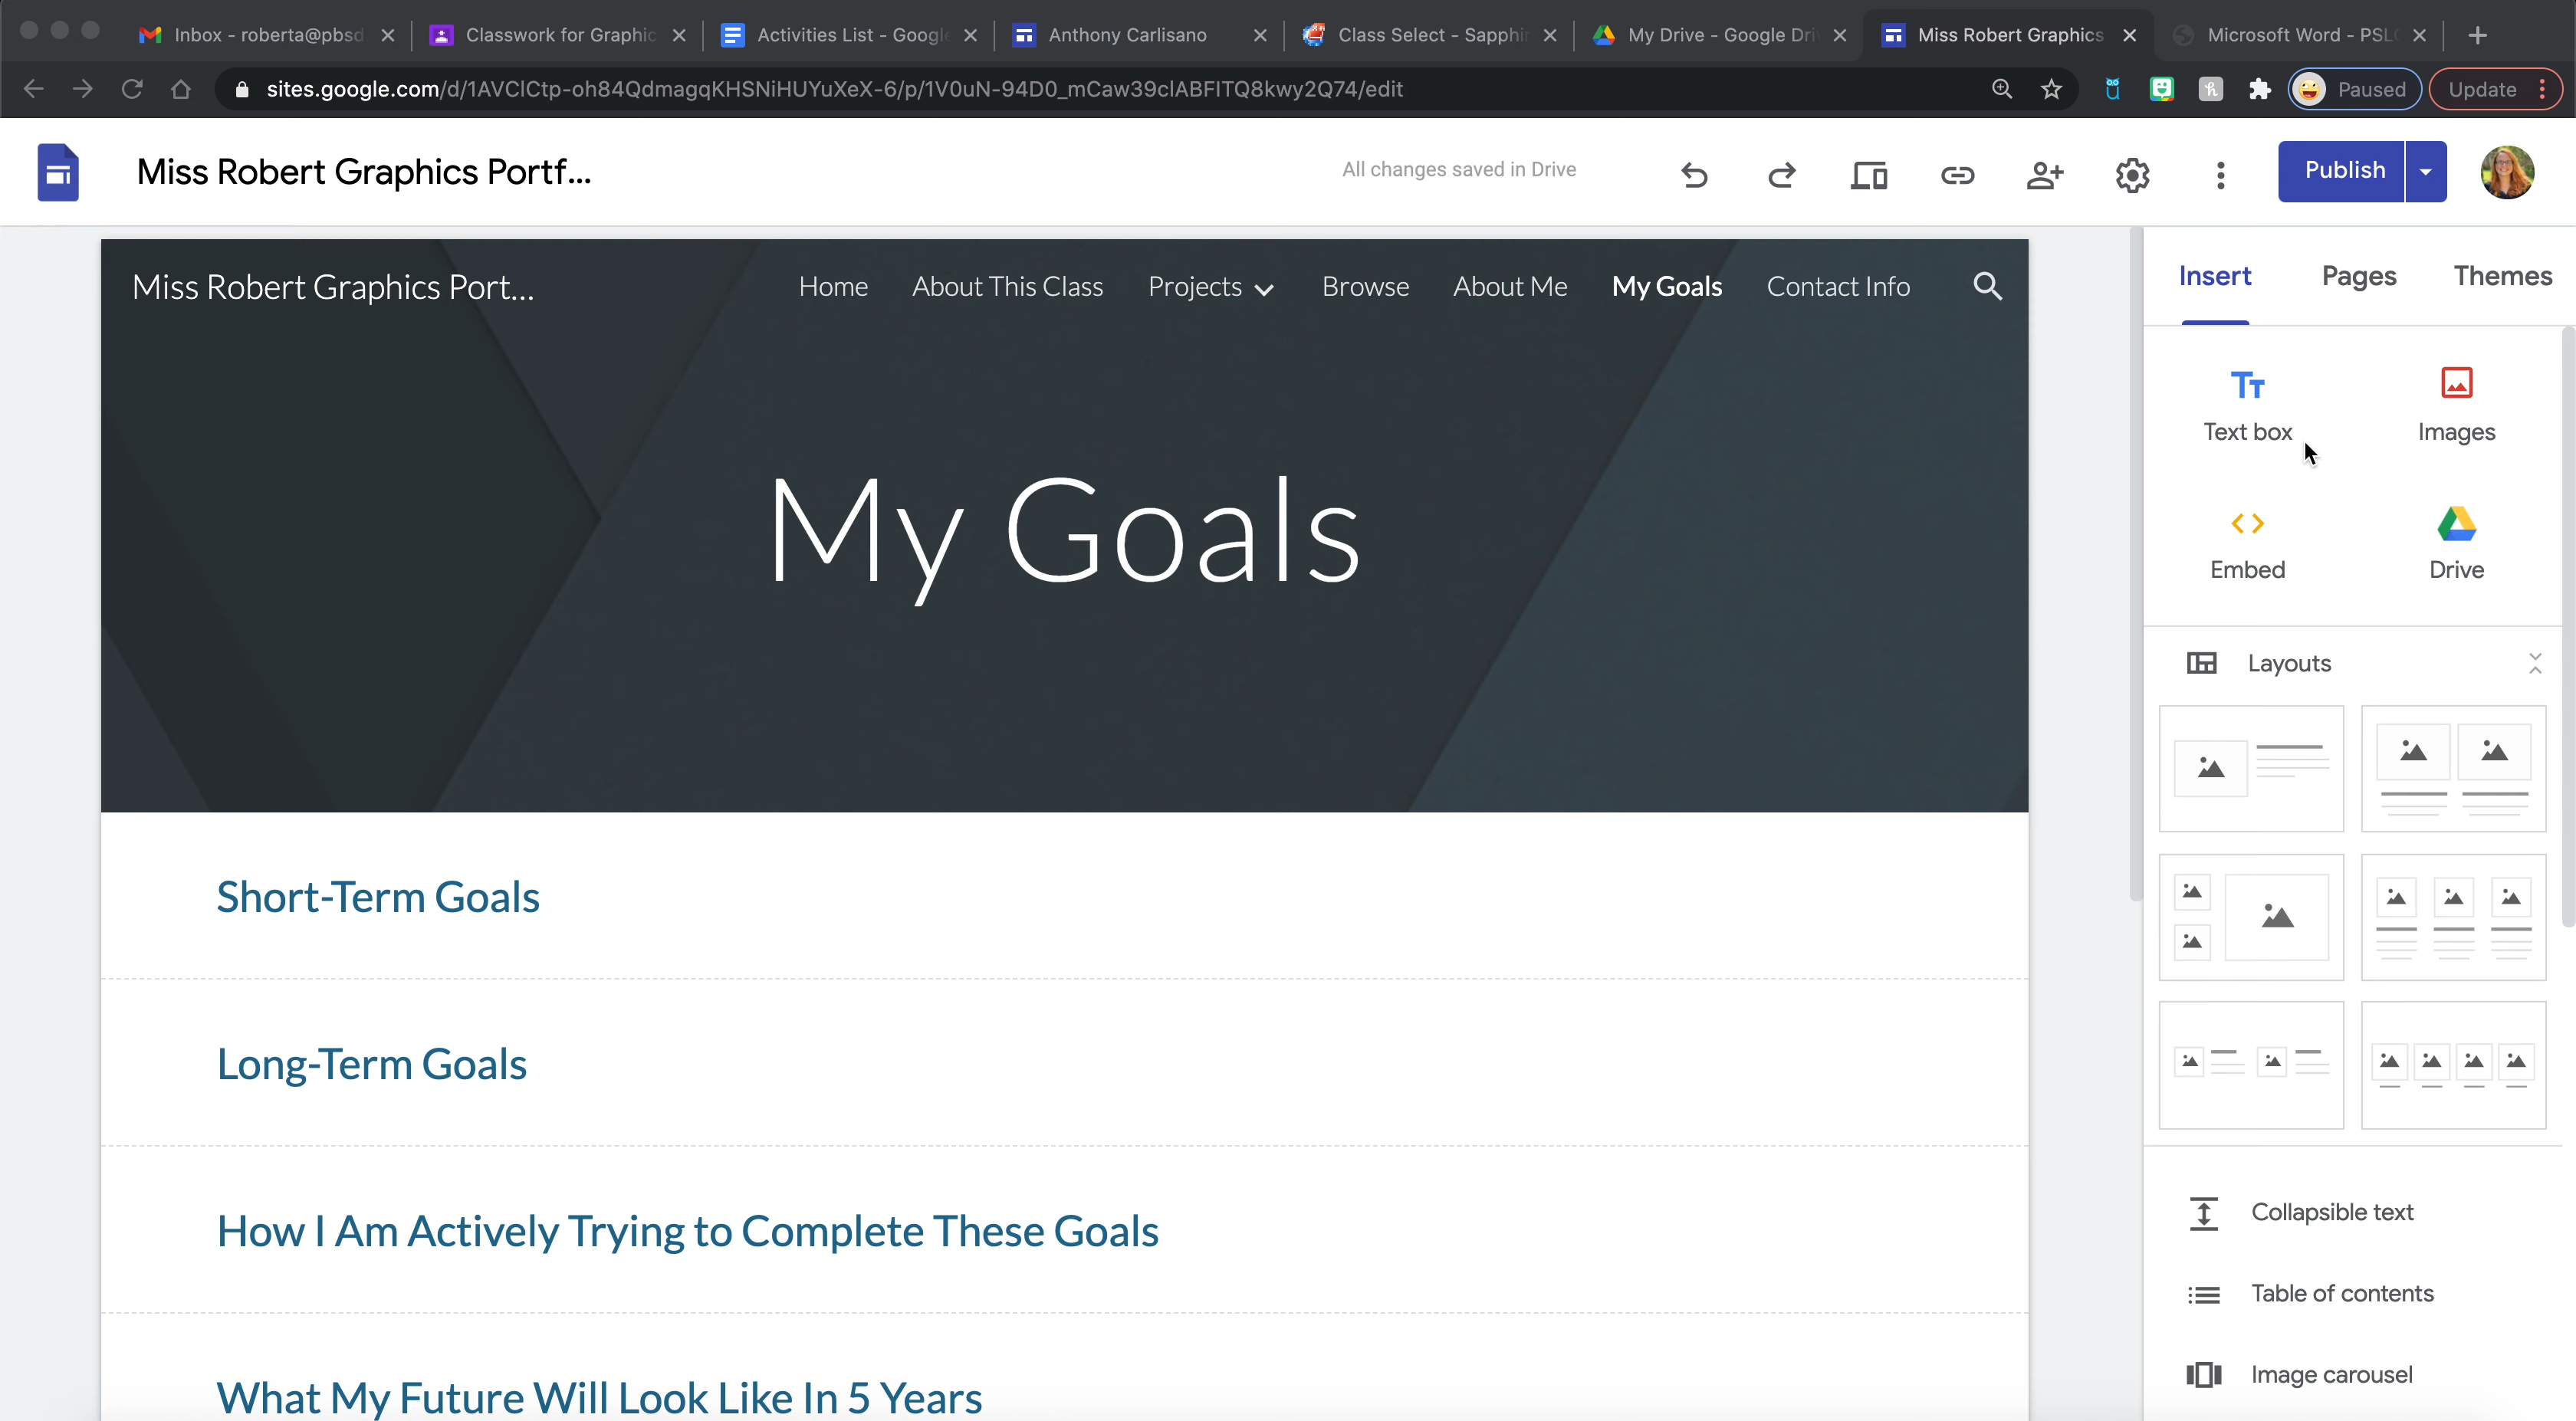 Inbox - roberta@pbsd
Classwork for Graphic
Activities List - Google
Anthony Carlisano
Class Select - Sapphir
My Drive - Google Dri
Miss Robert Graphics
Microsoft Word - PSL
sites.google.com/d/1AVClCtp-oh84QdmagqKHSNiHUYuXeX-6/p/1V0uN-94D0_mCaw39clABFITQ8kwy2Q74/edit
Paused
Update
Miss Robert Graphics Portf...
All changes saved in Drive
Publish
Miss Robert Graphics Port...
Home
About This Class
Projects
Browse
About Me
My Goals
Contact Info
My Goals
Short-Term Goals
Long-Term Goals
How I Am Actively Trying to Complete These Goals
What My Future Will Look Like In 5 Years
Insert
Pages
Themes
Text box
Images
Embed
Drive
Layouts
Collapsible text
Table of contents
Image carousel